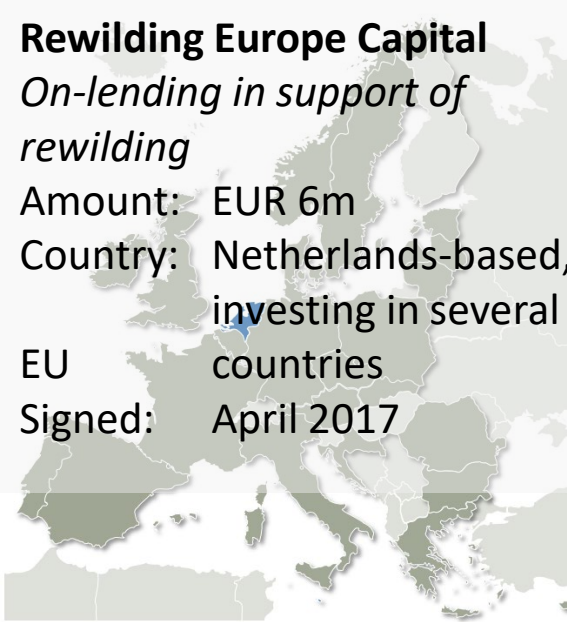 Rewilding Europe Capital
On-lending in support of
rewilding
Amount: EUR 6m
Country: Netherlands-based,
investing in several
EU countries
Signed: April 2017